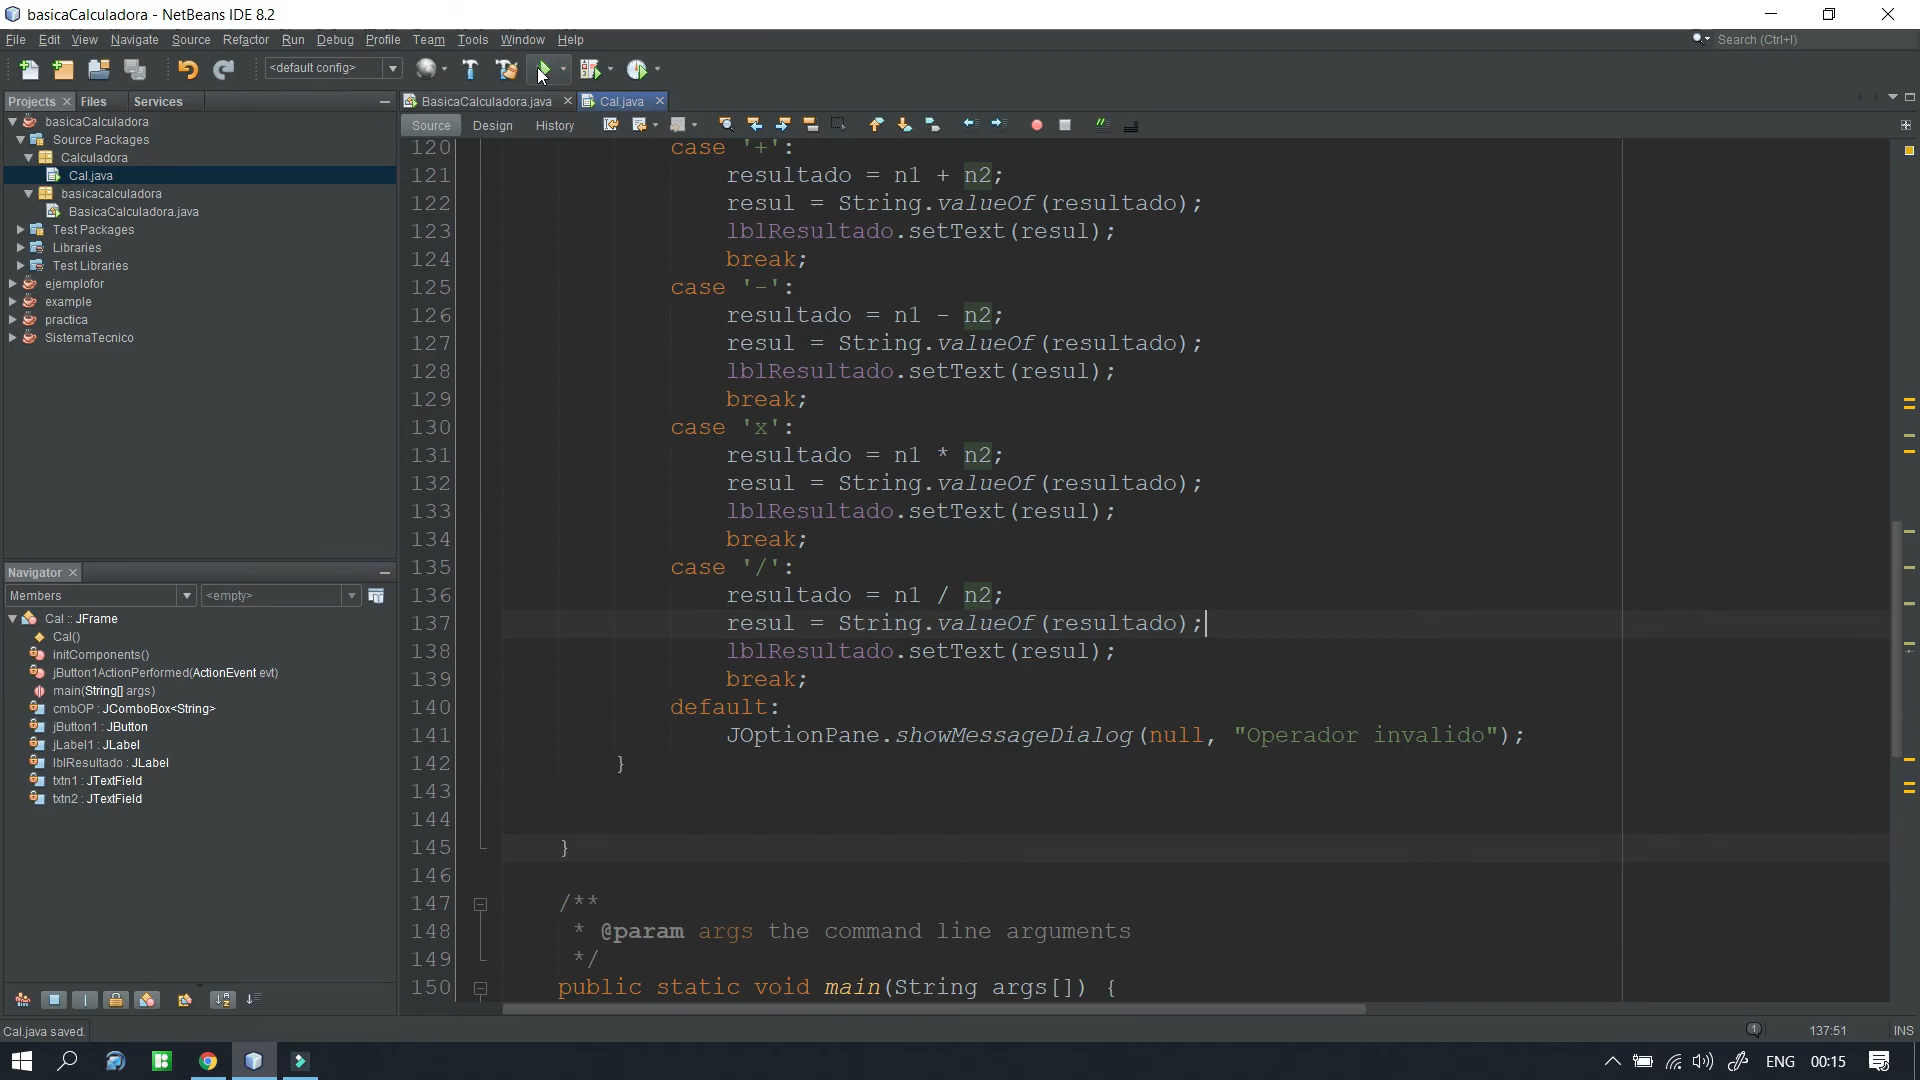 basicaCalculadora - NetBeans IDE 8.2
File Edit View Navigate Source Refactor Run Debug Profile Team Tools Window Help
Search (Ctrl+I)
<default config>
Projects Files Services
BasicaCalculadora.java Cal.java
Source Design History
basicaCalculadora
Source Packages
Calculadora
Cal.java
basicacalculadora
BasicaCalculadora.java
Test Packages
Libraries
Test Libraries
ejemplofor
example
practica
SistemaTecnico
Navigator
Members <empty>
Cal :: JFrame
Cal()
initComponents()
jButton1ActionPerformed(ActionEvent evt)
main(String[] args)
cmbOP : JComboBox<String>
jButton1 : JButton
jLabel1 : JLabel
lblResultado : JLabel
txtn1 : JTextField
txtn2 : JTextField
120 case '+':
121 resultado = n1 + n2;
122 resul = String.valueOf(resultado);
123 lblResultado.setText(resul);
124 break;
125 case '-':
126 resultado = n1 - n2;
127 resul = String.valueOf(resultado);
128 lblResultado.setText(resul);
129 break;
130 case 'x':
131 resultado = n1 * n2;
132 resul = String.valueOf(resultado);
133 lblResultado.setText(resul);
134 break;
135 case '/':
136 resultado = n1 / n2;
137 resul = String.valueOf(resultado);
138 lblResultado.setText(resul);
139 break;
140 default:
141 JOptionPane.showMessageDialog(null, "Operador invalido");
142 }
143
144
145 }
146
147 /**
148 * @param args the command line arguments
149 */
150 public static void main(String args[]) {
Cal.java saved.
1
137:51
INS
ENG 00:15